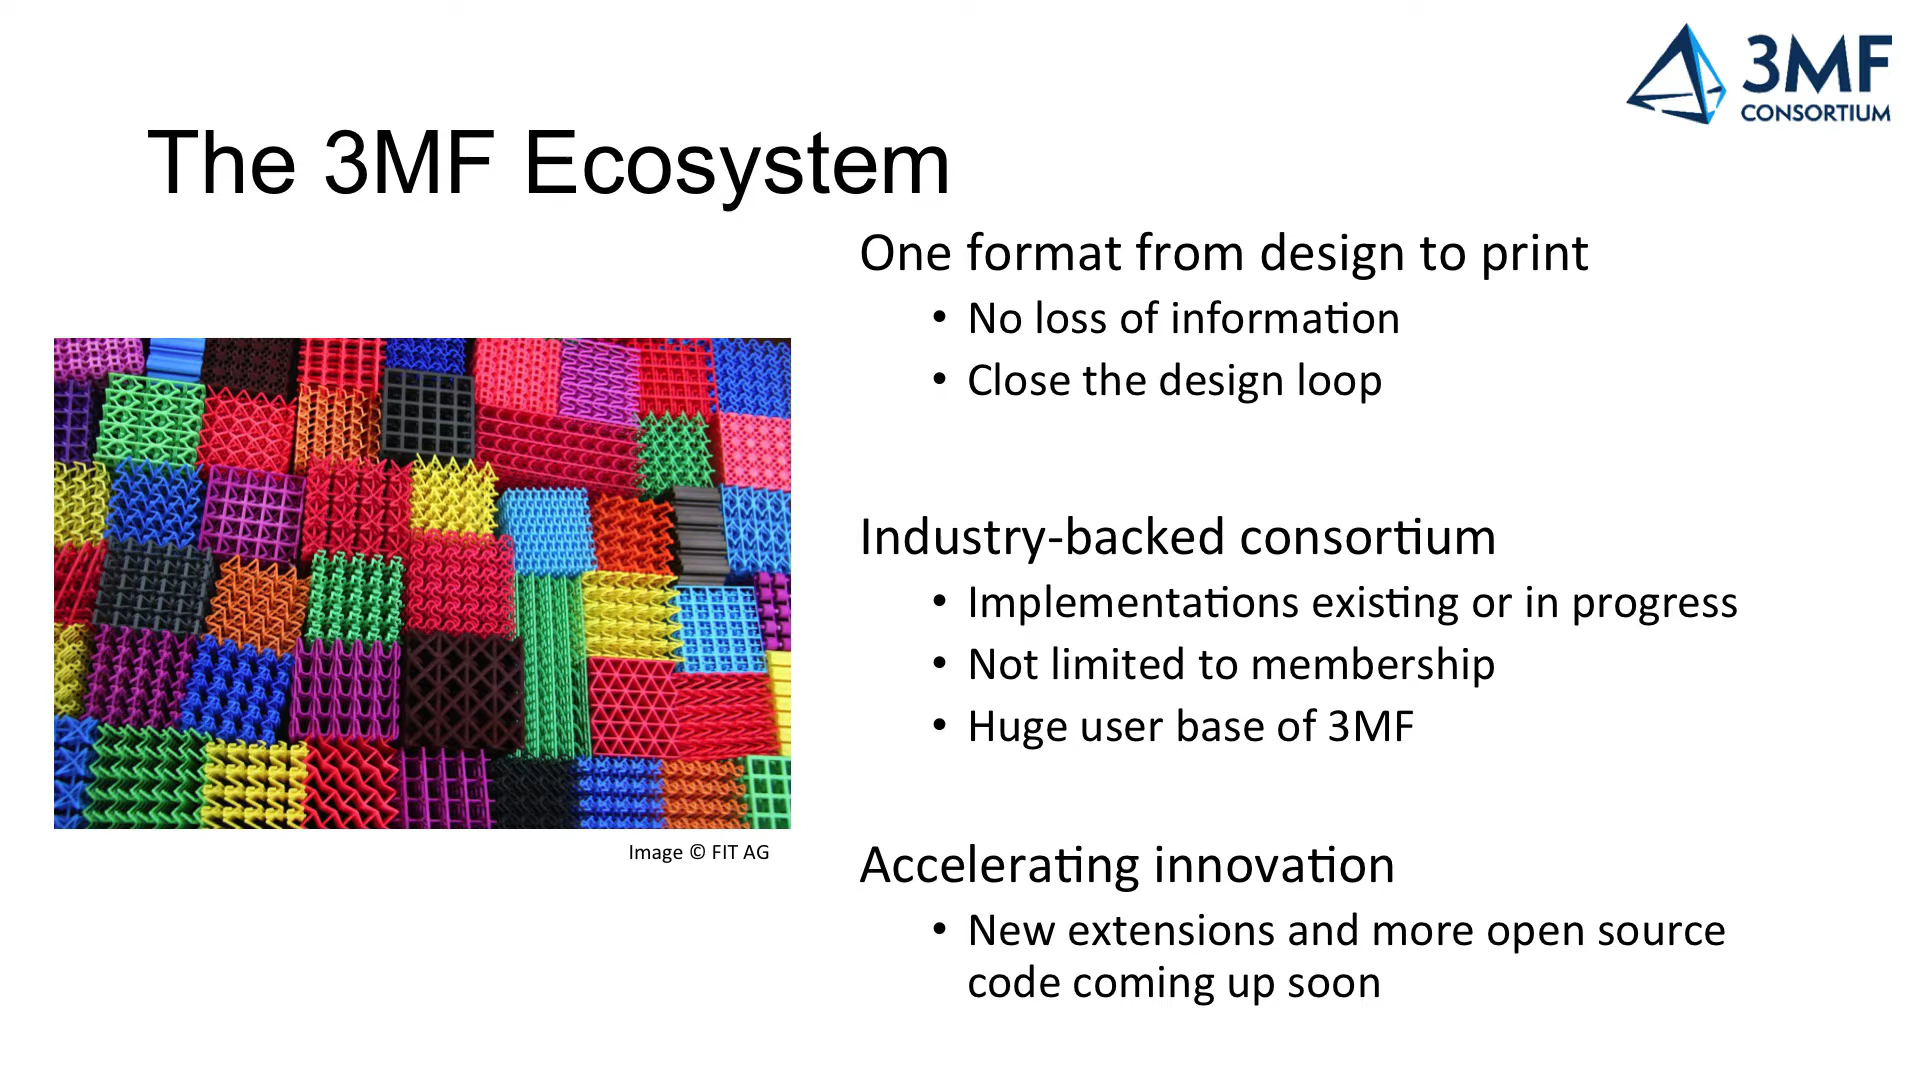 3MF
CONSORTIUM
The 3MF Ecosystem
One format from design to print
• No loss of information
• Close the design loop
Industry-backed consortium
• Implementations existing or in progress
• Not limited to membership
• Huge user base of 3MF
Image © FIT AG
Accelerating innovation
• New extensions and more open source
code coming up soon